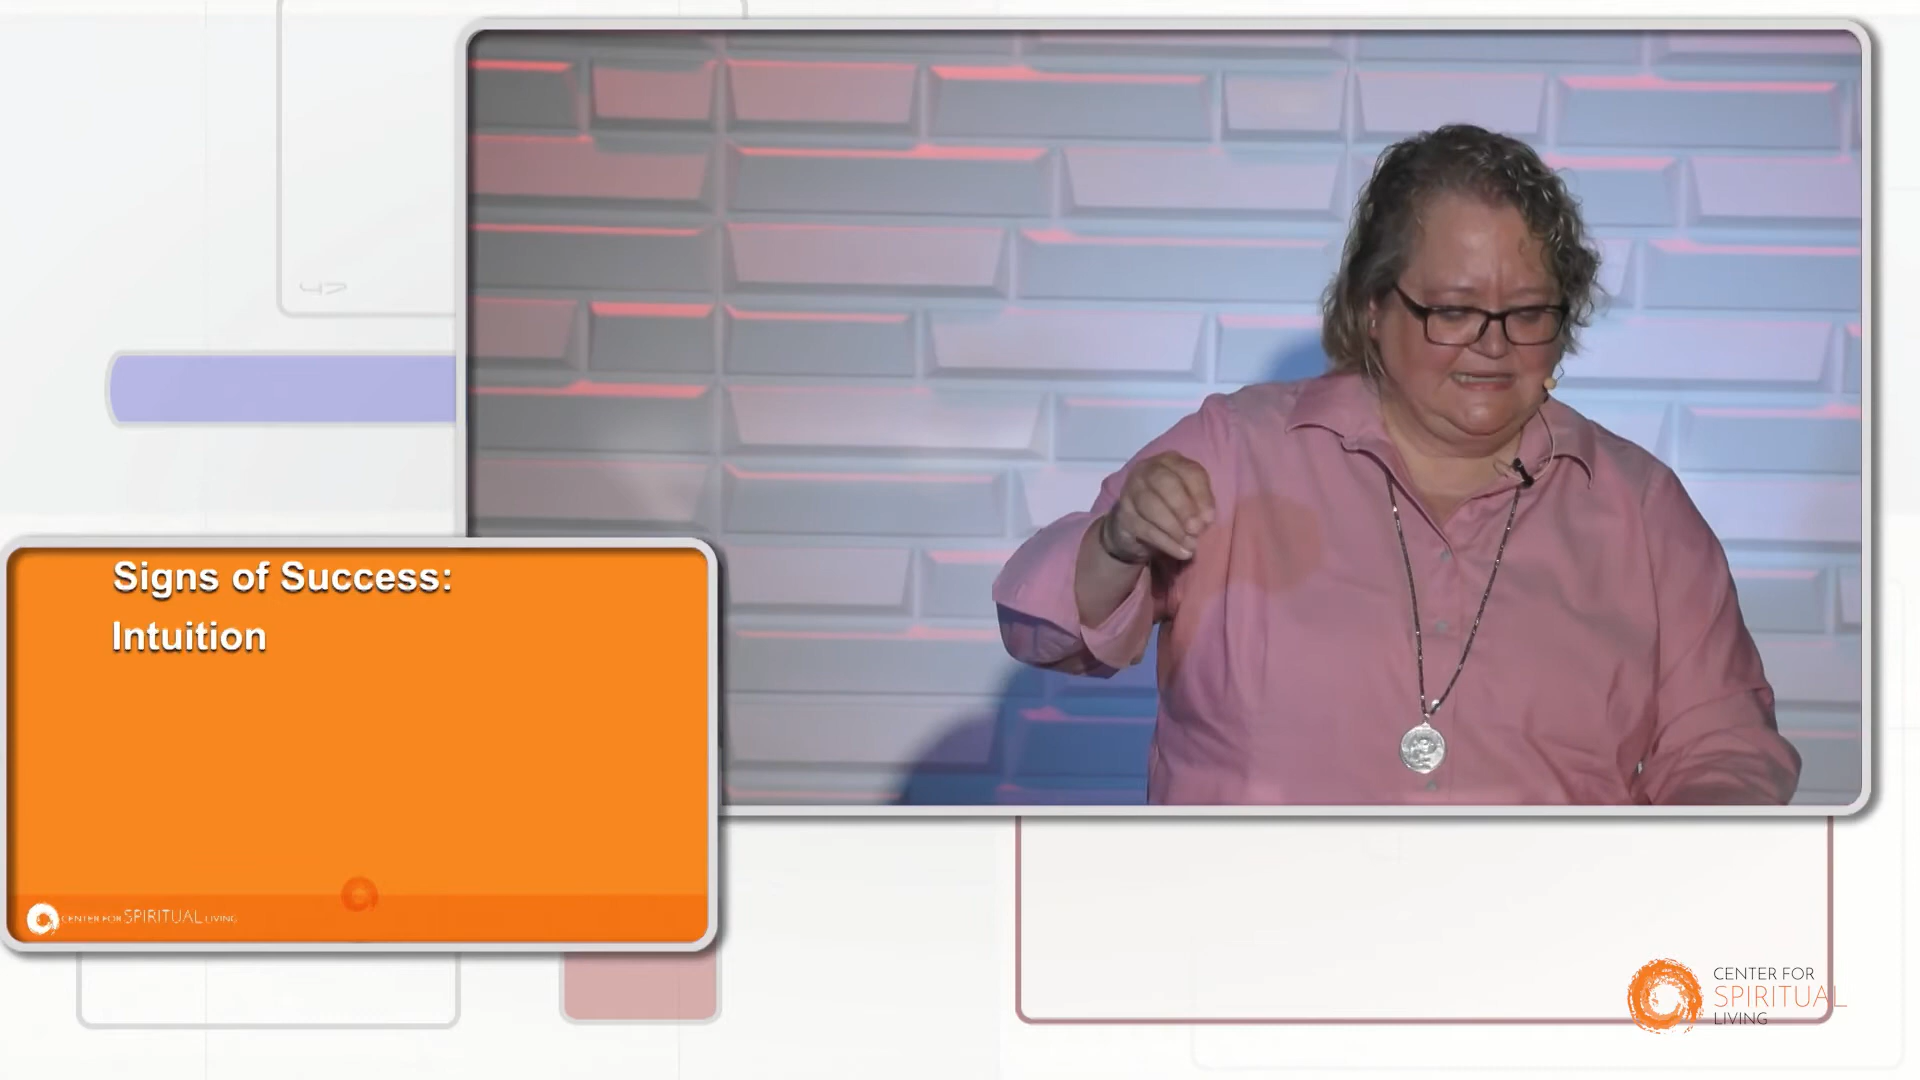 Signs of Success:
Intuition
CENTER FOR SPIRITUAL LIVING
CENTER FOR
SPIRITUAL
LIVING